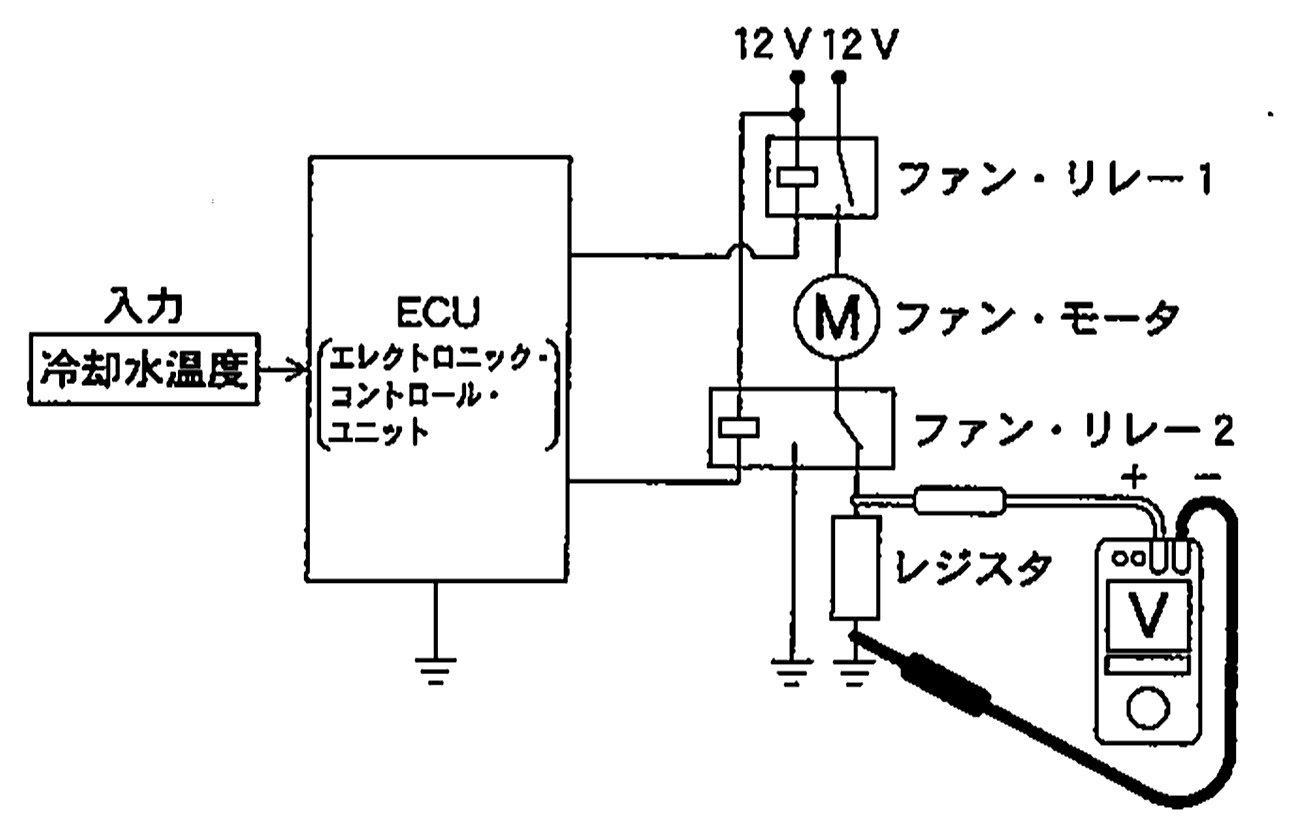 12V 12V
ファン・リレー1
ECU
エレクトロニック・
コントロール・
ユニット
入力
冷却水温度
M
ファン・モータ
ファン・リレー2
+ −
レジスタ
V